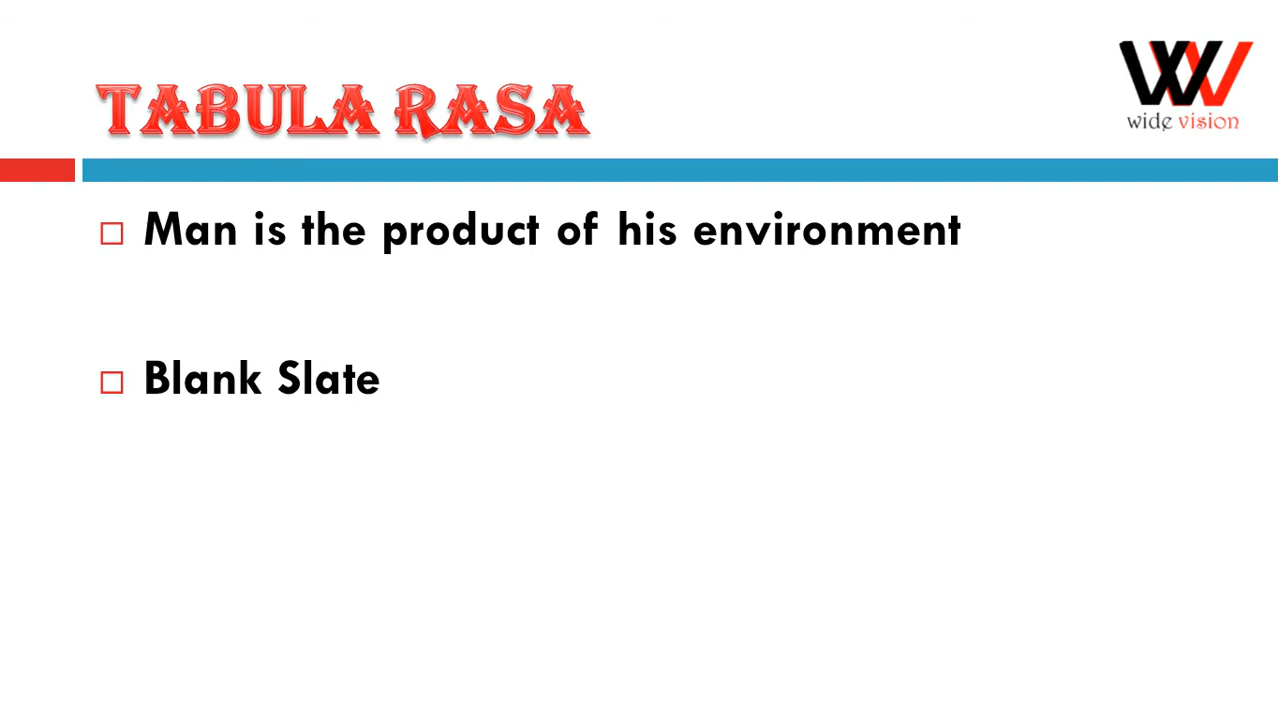 TABULA RASA
wide vision
Man is the product of his environment
Blank Slate